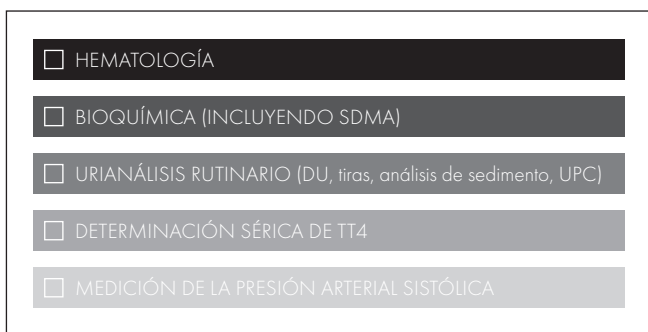 HEMATOLOGÍA
BIOQUÍMICA (INCLUYENDO SDMA)
URIANÁLISIS RUTINARIO (DU, tiras, análisis de sedimento, UPC)
DETERMINACIÓN SÉRICA DE TT4
MEDICIÓN DE LA PRESIÓN ARTERIAL SISTÓLICA